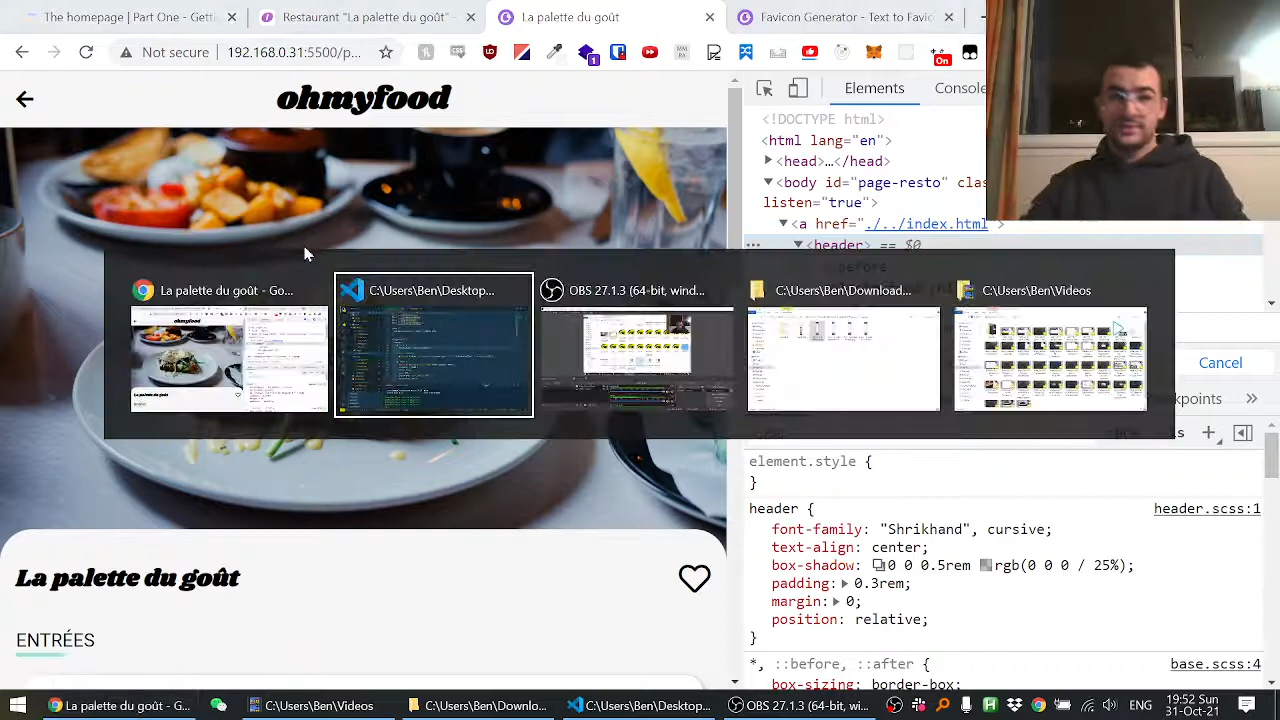 The homepage | Part One - Getti
Restaurant "La palette du goût"
La palette du goût
Favicon Generator - Text to Favic
Not secure
192.168.0.31:5500/p...
1
On
ohmyfood
Elements
Console
<!DOCTYPE html>
<html lang="en">
<head>…</head>
<body id="page-resto" clas
listen="true">
<a href="./../index.html">
<header> == $0
before
La palette du goût - Go...
C:\Users\Ben\Desktop...
OBS 27.1.3 (64-bit, wind...
C:\Users\Ben\Download...
C:\Users\Ben\Videos
Cancel
kpoints
ls
element.style {
}
header {
header.scss:1
font-family: "Shrikhand", cursive;
text-align: center;
box-shadow: 0 0 0.5rem rgb(0 0 0 / 25%);
padding: 0.3rem;
margin: 0;
position: relative;
}
*, ::before, ::after {
base.scss:4
box-sizing: border-box;
La palette du goût
ENTRÉES
La palette du goût - G...
C:\Users\Ben\Videos
C:\Users\Ben\Downlo...
C:\Users\Ben\Desktop...
OBS 27.1.3 (64-bit, wi...
19:52 Sun
31-Oct-21